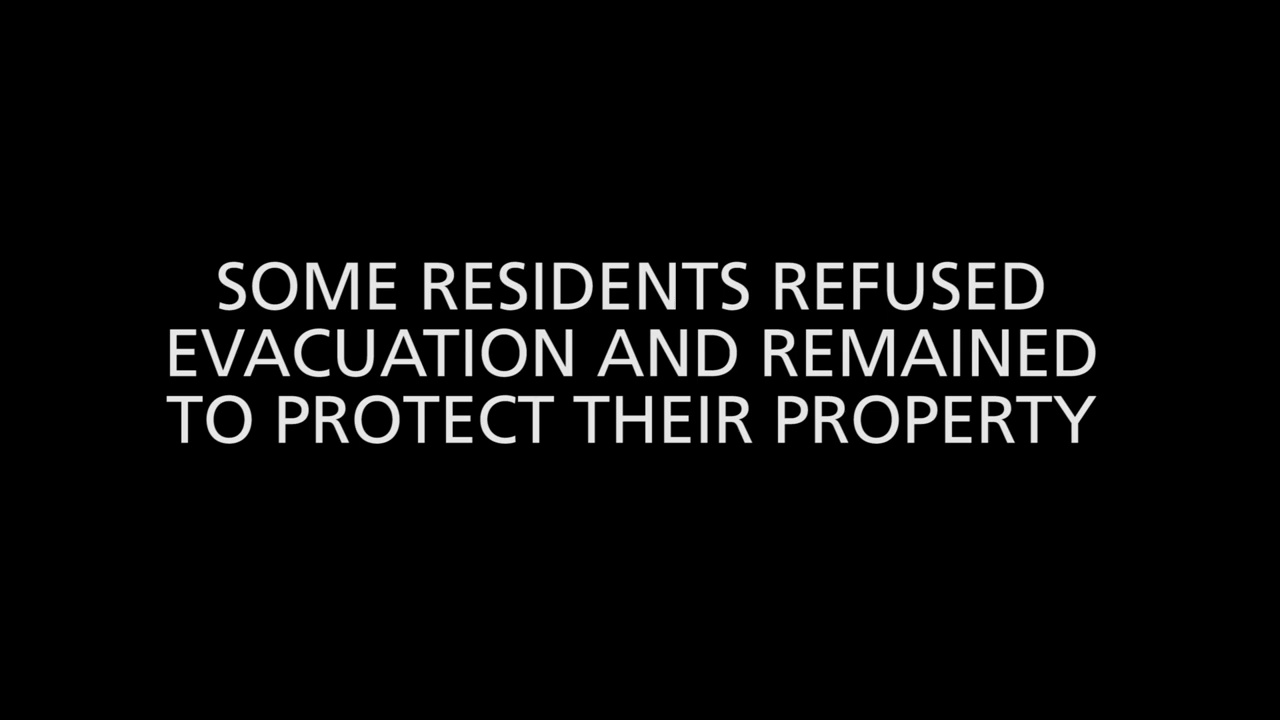 SOME RESIDENTS REFUSED
EVACUATION AND REMAINED
TO PROTECT THEIR PROPERTY